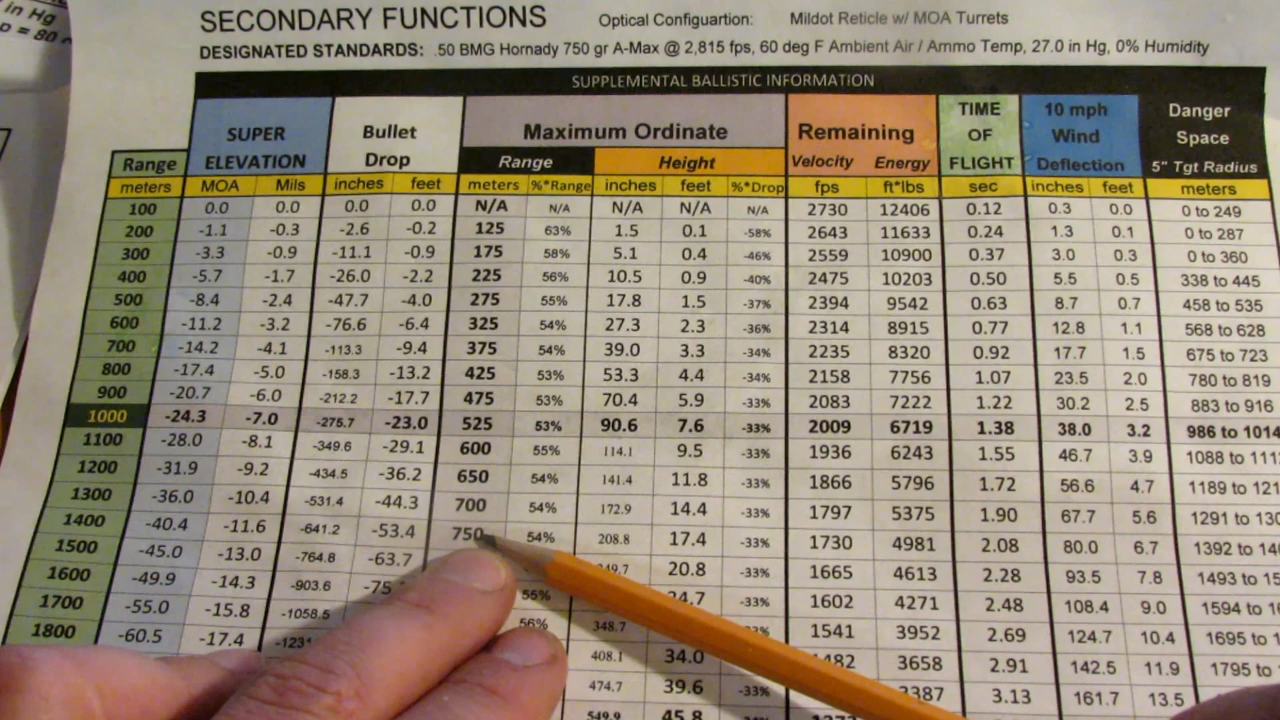 in Hg
SECONDARY FUNCTIONS Optical Configuartion: Mildot Reticle w/ MOA Turrets
DESIGNATED STANDARDS: .50 BMG Hornady 750 gr A-Max @ 2,815 fps, 60 deg F Ambient Air / Ammo Temp, 27.0 in Hg, 0% Humidity
SUPPLEMENTAL BALLISTIC INFORMATION
Range SUPER ELEVATION Bullet Drop Maximum Ordinate Remaining TIME OF FLIGHT 10 mph Wind Deflection Danger Space
Range Height Velocity Energy 5" Tgt Radius
meters MOA Mils inches feet meters %*Range inches feet %*Drop fps ft*lbs sec inches feet meters
100 0.0 0.0 0.0 0.0 N/A N/A N/A N/A N/A 2730 12406 0.12 0.3 0.0 0 to 249
200 -1.1 -0.3 -2.6 -0.2 125 63% 1.5 0.1 -58% 2643 11633 0.24 1.3 0.1 0 to 287
300 -3.3 -0.9 -11.1 -0.9 175 58% 5.1 0.4 -46% 2559 10900 0.37 3.0 0.3 0 to 360
400 -5.7 -1.7 -26.0 -2.2 225 56% 10.5 0.9 -40% 2475 10203 0.50 5.5 0.5 338 to 445
500 -8.4 -2.4 -47.7 -4.0 275 55% 17.8 1.5 -37% 2394 9542 0.63 8.7 0.7 458 to 535
600 -11.2 -3.2 -76.6 -6.4 325 54% 27.3 2.3 -36% 2314 8915 0.77 12.8 1.1 568 to 628
700 -14.2 -4.1 -113.3 -9.4 375 54% 39.0 3.3 -34% 2235 8320 0.92 17.7 1.5 675 to 723
800 -17.4 -5.0 -158.3 -13.2 425 53% 53.3 4.4 -34% 2158 7756 1.07 23.5 2.0 780 to 819
900 -20.7 -6.0 -212.2 -17.7 475 53% 70.4 5.9 -33% 2083 7222 1.22 30.2 2.5 883 to 916
1000 -24.3 -7.0 -275.7 -23.0 525 53% 90.6 7.6 -33% 2009 6719 1.38 38.0 3.2 986 to 1014
1100 -28.0 -8.1 -349.6 -29.1 600 55% 114.1 9.5 -33% 1936 6243 1.55 46.7 3.9 1088 to
1200 -31.9 -9.2 -434.5 -36.2 650 54% 141.4 11.8 -33% 1866 5796 1.72 56.6 4.7 1189 to
1300 -36.0 -10.4 -531.4 -44.3 700 54% 172.9 14.4 -33% 1797 5375 1.90 67.7 5.6 1291 to
1400 -40.4 -11.6 -641.2 -53.4 750 54% 208.8 17.4 -33% 1730 4981 2.08 80.0 6.7 1392 to
1500 -45.0 -13.0 -764.8 -63.7 20.8 -33% 1665 4613 2.28 93.5 7.8 1493 to
1600 -49.9 -14.3 -903.6 55% -33% 1602 4271 2.48 108.4 9.0 1594 to
1700 -55.0 -15.8 -1058.5 56% 348.7 1541 3952 2.69 124.7 10.4 1695 to
1800 -60.5 -17.4 408.1 34.0 3658 2.91 142.5 11.9 1795 to
474.7 39.6 -33% 3.13 161.7 13.5
549.9 45.8